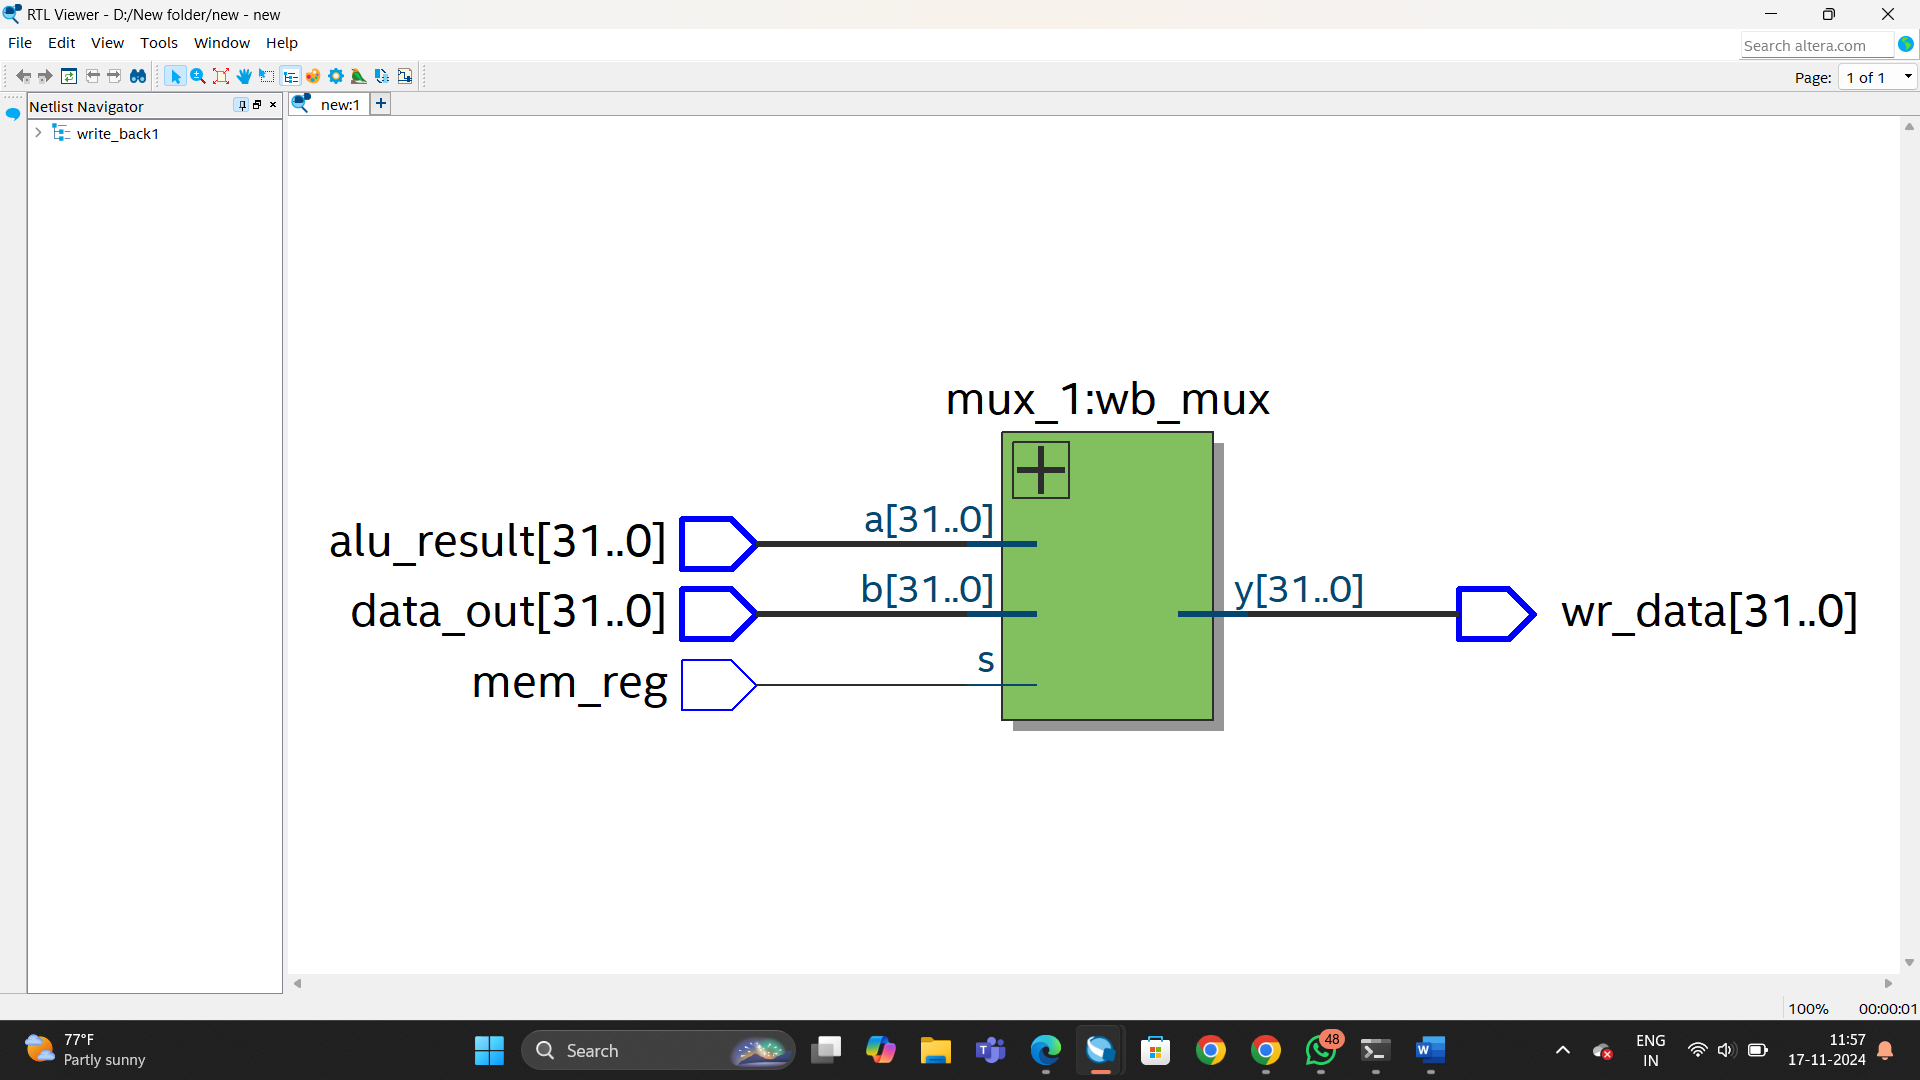 RTL Viewer - D:/New folder/new - new
File Edit View Tools Window Help
Search altera.com
Page: 1 of 1
Netlist Navigator
new:1
write_back1
mux_1:wb_mux
alu_result[31..0]
a[31..0]
data_out[31..0]
b[31..0]
y[31..0]
wr_data[31..0]
mem_reg
s
100% 00:00:01
77°F
Partly sunny
Search
48
ENG
IN
11:57
17-11-2024